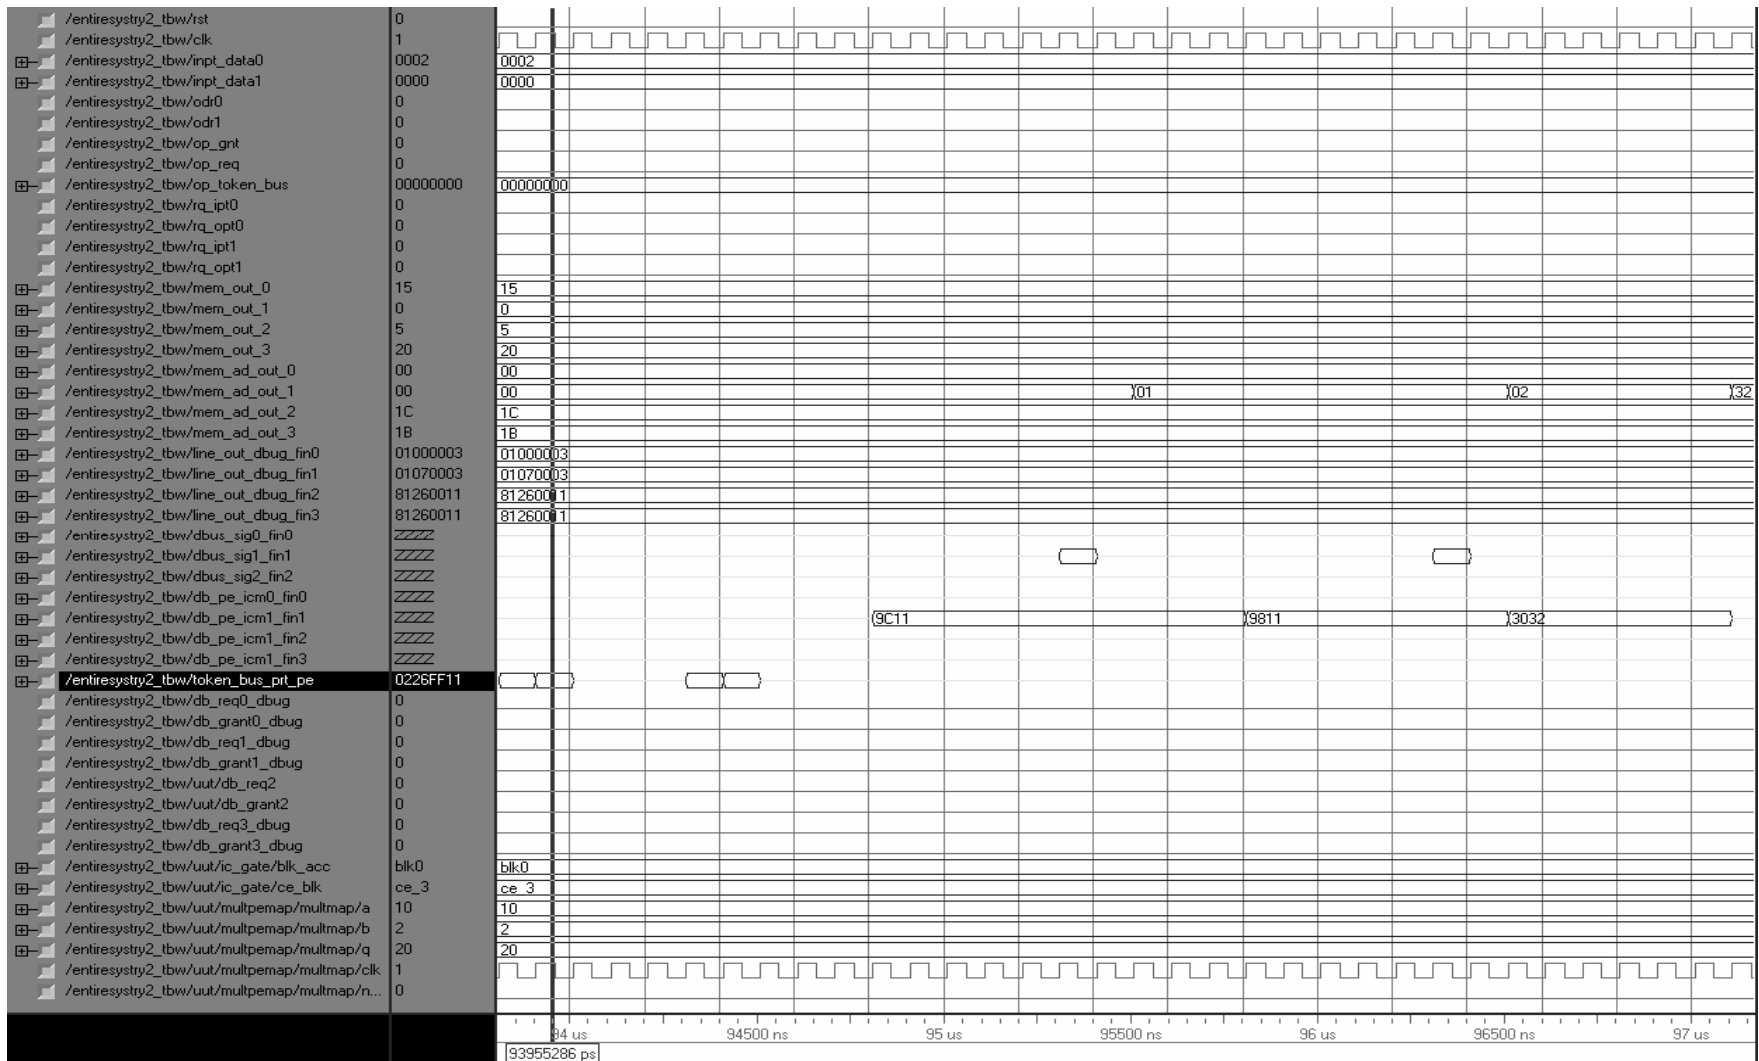 /entiresystry2_tbw/rst 0
/entiresystry2_tbw/clk 1
/entiresystry2_tbw/inpt_data0 0002 0002
/entiresystry2_tbw/inpt_data1 0000 0000
/entiresystry2_tbw/odr0 0
/entiresystry2_tbw/odr1 0
/entiresystry2_tbw/op_gnt 0
/entiresystry2_tbw/op_req 0
/entiresystry2_tbw/op_token_bus 00000000 00000000
/entiresystry2_tbw/rq_ipt0 0
/entiresystry2_tbw/rq_opt0 0
/entiresystry2_tbw/rq_ipt1 0
/entiresystry2_tbw/rq_opt1 0
/entiresystry2_tbw/mem_out_0 15 15
/entiresystry2_tbw/mem_out_1 0 0
/entiresystry2_tbw/mem_out_2 5 5
/entiresystry2_tbw/mem_out_3 20 20
/entiresystry2_tbw/mem_ad_out_0 00 00
/entiresystry2_tbw/mem_ad_out_1 00 00 01 02 32
/entiresystry2_tbw/mem_ad_out_2 1C 1C
/entiresystry2_tbw/mem_ad_out_3 1B 1B
/entiresystry2_tbw/line_out_dbug_fin0 01000003 01000003
/entiresystry2_tbw/line_out_dbug_fin1 01070003 01070003
/entiresystry2_tbw/line_out_dbug_fin2 81260011 81260011
/entiresystry2_tbw/line_out_dbug_fin3 81260011 81260011
/entiresystry2_tbw/dbus_sig0_fin0 ZZZZ
/entiresystry2_tbw/dbus_sig1_fin1 ZZZZ
/entiresystry2_tbw/dbus_sig2_fin2 ZZZZ
/entiresystry2_tbw/db_pe_icm0_fin0 ZZZZ
/entiresystry2_tbw/db_pe_icm1_fin1 ZZZZ 9C11 9811 3032
/entiresystry2_tbw/db_pe_icm1_fin2 ZZZZ
/entiresystry2_tbw/db_pe_icm1_fin3 ZZZZ
/entiresystry2_tbw/token_bus_prt_pe 0226FF11
/entiresystry2_tbw/db_req0_dbug 0
/entiresystry2_tbw/db_grant0_dbug 0
/entiresystry2_tbw/db_req1_dbug 0
/entiresystry2_tbw/db_grant1_dbug 0
/entiresystry2_tbw/uut/db_req2 0
/entiresystry2_tbw/uut/db_grant2 0
/entiresystry2_tbw/db_req3_dbug 0
/entiresystry2_tbw/db_grant3_dbug 0
/entiresystry2_tbw/uut/ic_gate/blk_acc blk0 blk0
/entiresystry2_tbw/uut/ic_gate/ce_blk ce_3 ce_3
/entiresystry2_tbw/uut/multpemap/multmap/a 10 10
/entiresystry2_tbw/uut/multpemap/multmap/b 2 2
/entiresystry2_tbw/uut/multpemap/multmap/q 20 20
/entiresystry2_tbw/uut/multpemap/multmap/clk 1
/entiresystry2_tbw/uut/multpemap/multmap/n... 0
94 us 94500 ns 95 us 95500 ns 96 us 96500 ns 97 us
93955286 ps